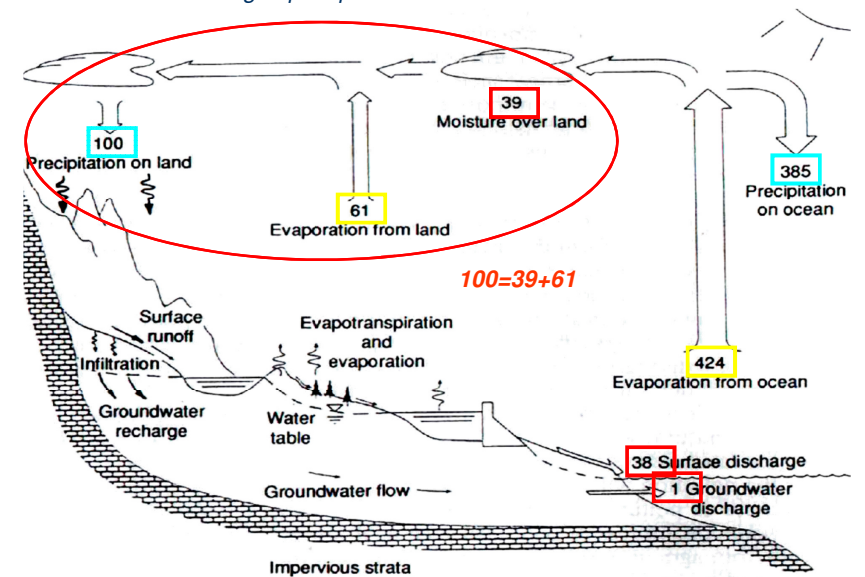 39
Moisture over land
100
Precipitation on land
385
Precipitation
on ocean
61
Evaporation from land
100=39+61
Surface
runoff
Evapotranspiration
and
evaporation
Infiltration
424
Evaporation from ocean
Groundwater
recharge
Water
table
38 Surface discharge
Groundwater flow
1 Groundwater
discharge
Impervious strata